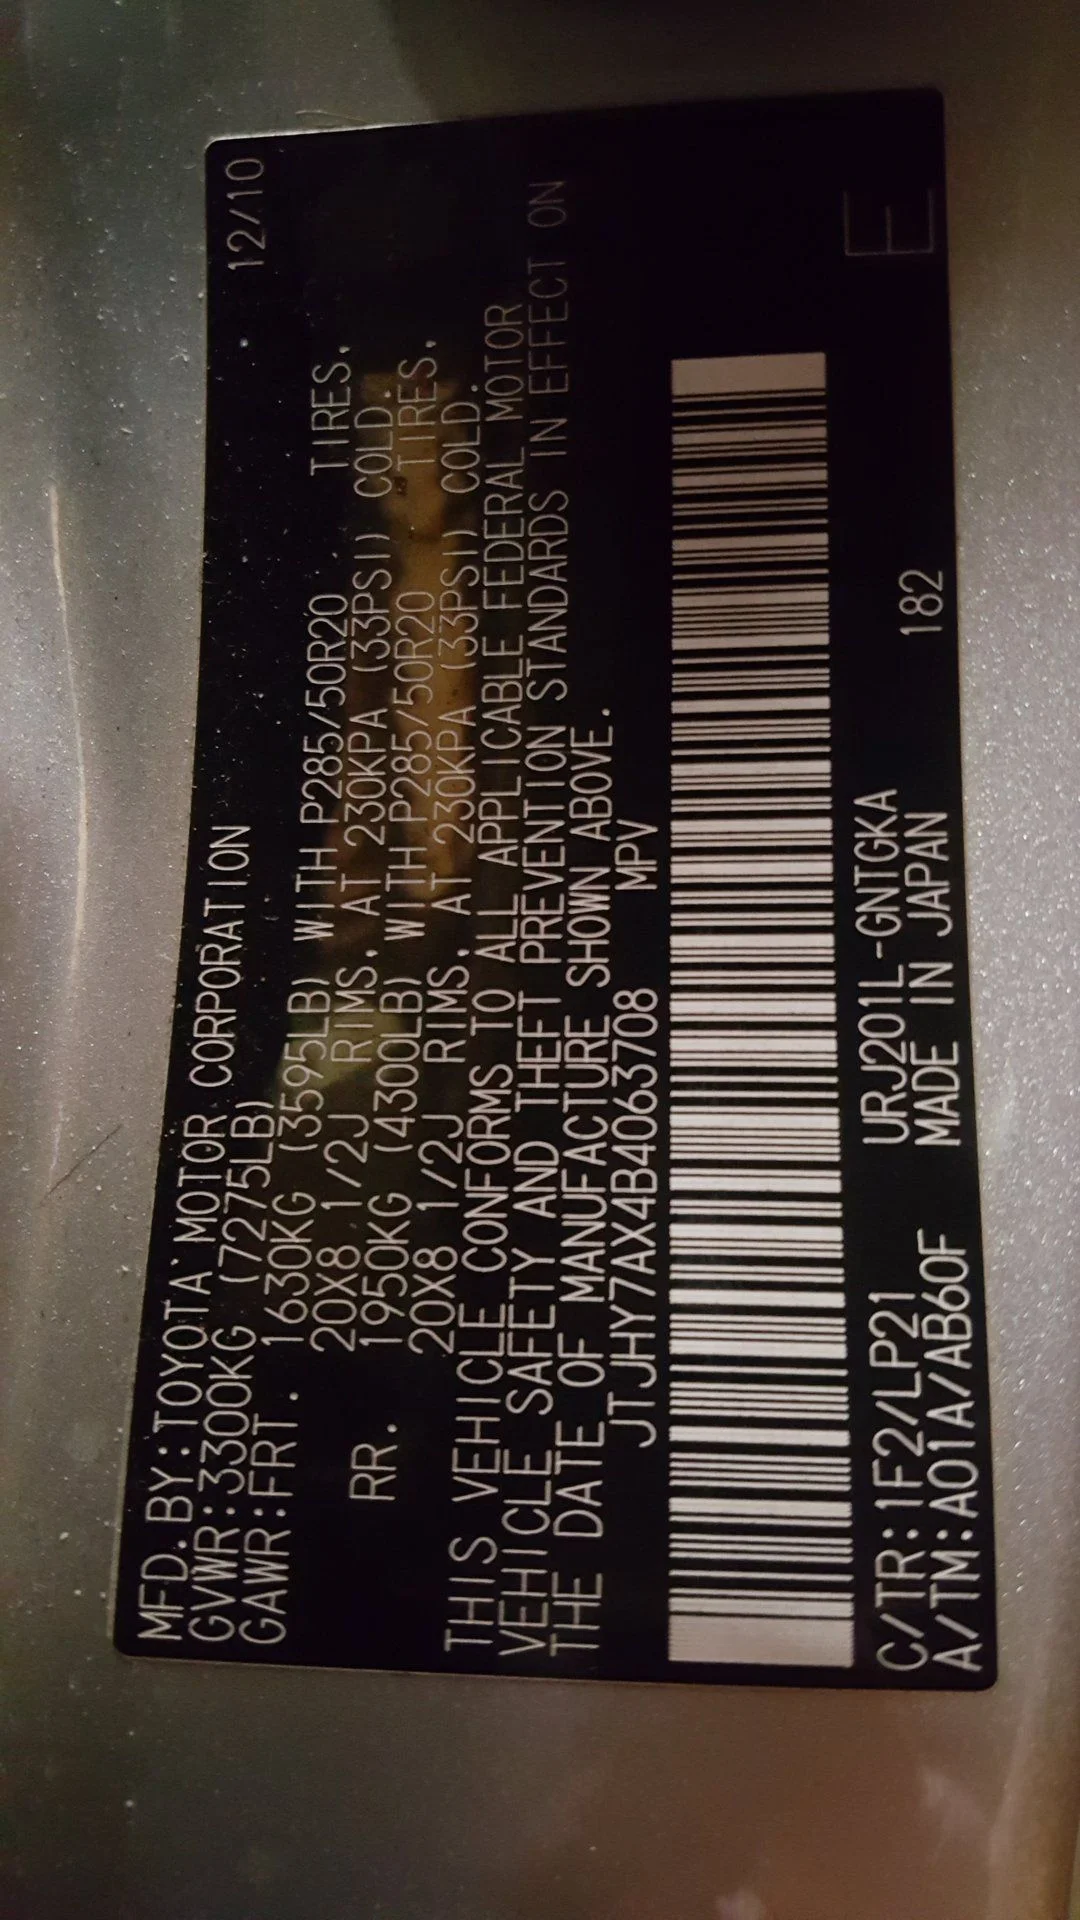 MFD.BY:TOYOTA MOTOR CORPORATION 12/10
GVWR:3300KG (7275LB)
GAWR:FRT. 1630KG (3595LB) WITH P285/50R20 TIRES,
20X8 1/2J RIMS, AT 230KPA (33PSI) COLD.
RR. 1950KG (4300LB) WITH P285/50R20 TIRES,
20X8 1/2J RIMS, AT 230KPA (33PSI) COLD.
THIS VEHICLE CONFORMS TO ALL APPLICABLE FEDERAL MOTOR
VEHICLE SAFETY AND THEFT PREVENTION STANDARDS IN EFFECT ON
THE DATE OF MANUFACTURE SHOWN ABOVE.
JTJHY7AX4B4063708 MPV
C/TR:1F2/LP21 URJ201L-GNTGKA
A/TM:A01A/AB60F MADE IN JAPAN 182
E